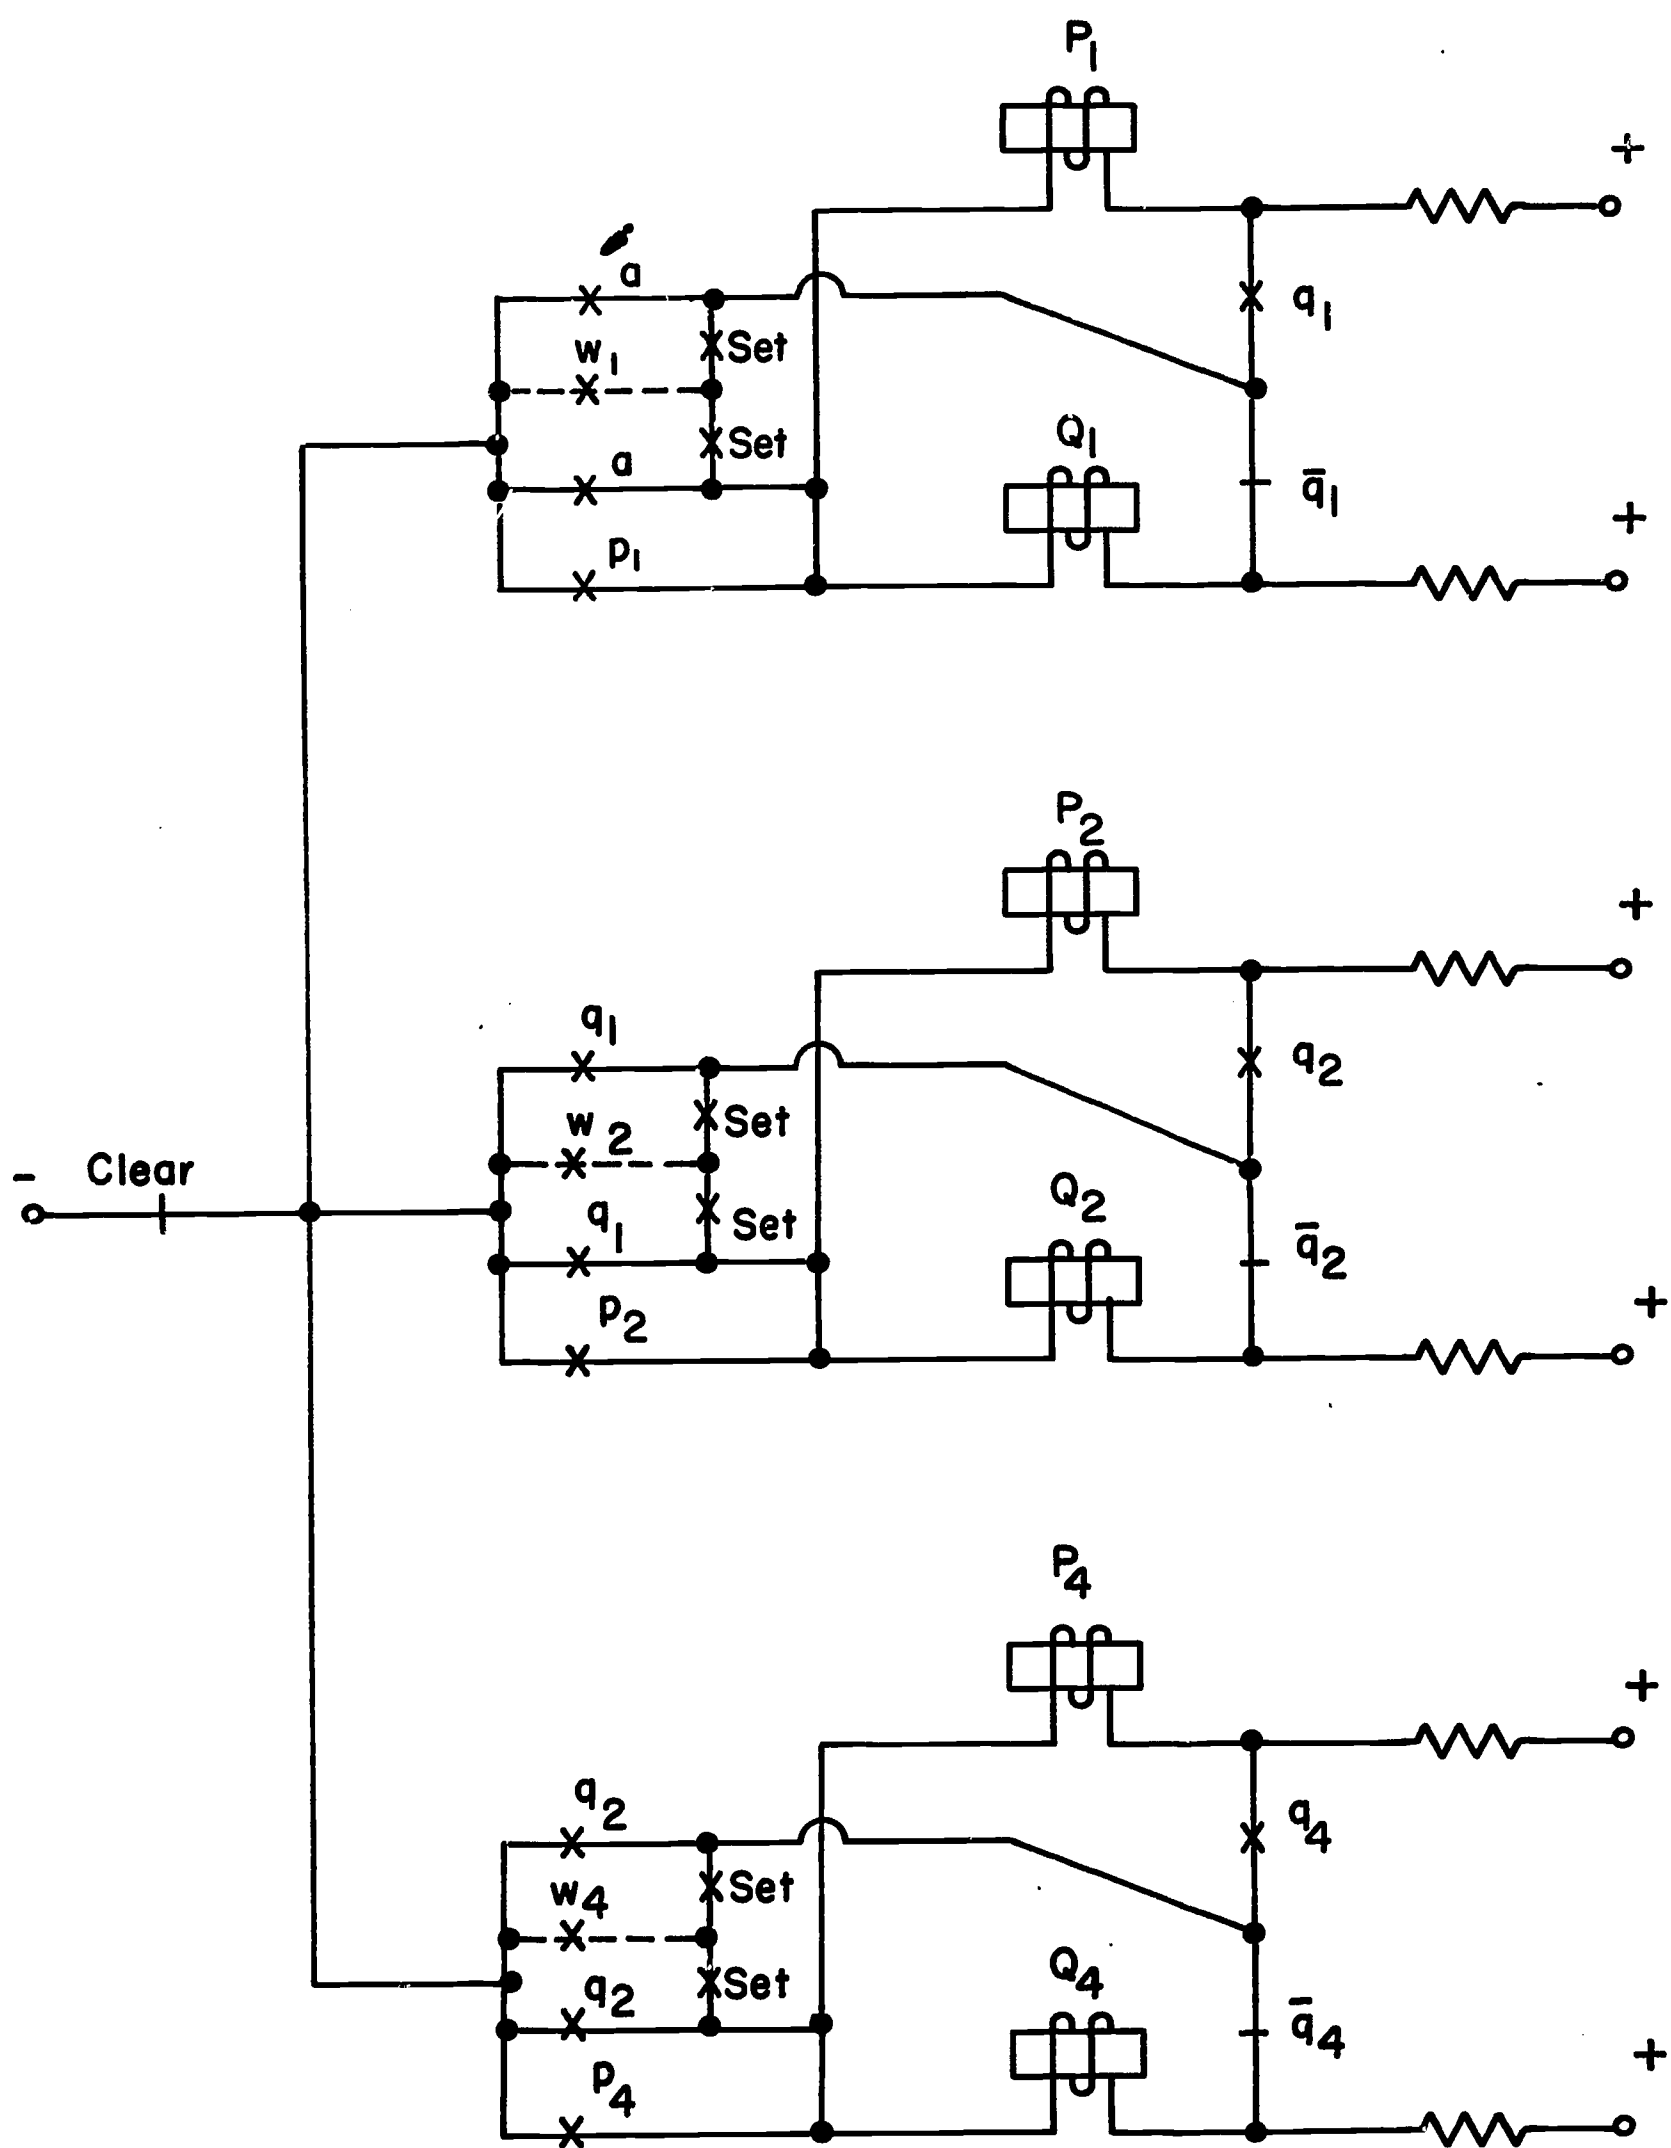 P1
+
a
w1
Set
q1
Set
Q1
a
q̅1
+
p1
P2
+
q1
q2
w2
Set
- Clear
Q2
q1
Set
q̅2
+
p2
P4
+
q2
q4
w4
Set
Q4
q2
Set
q̅4
+
p4